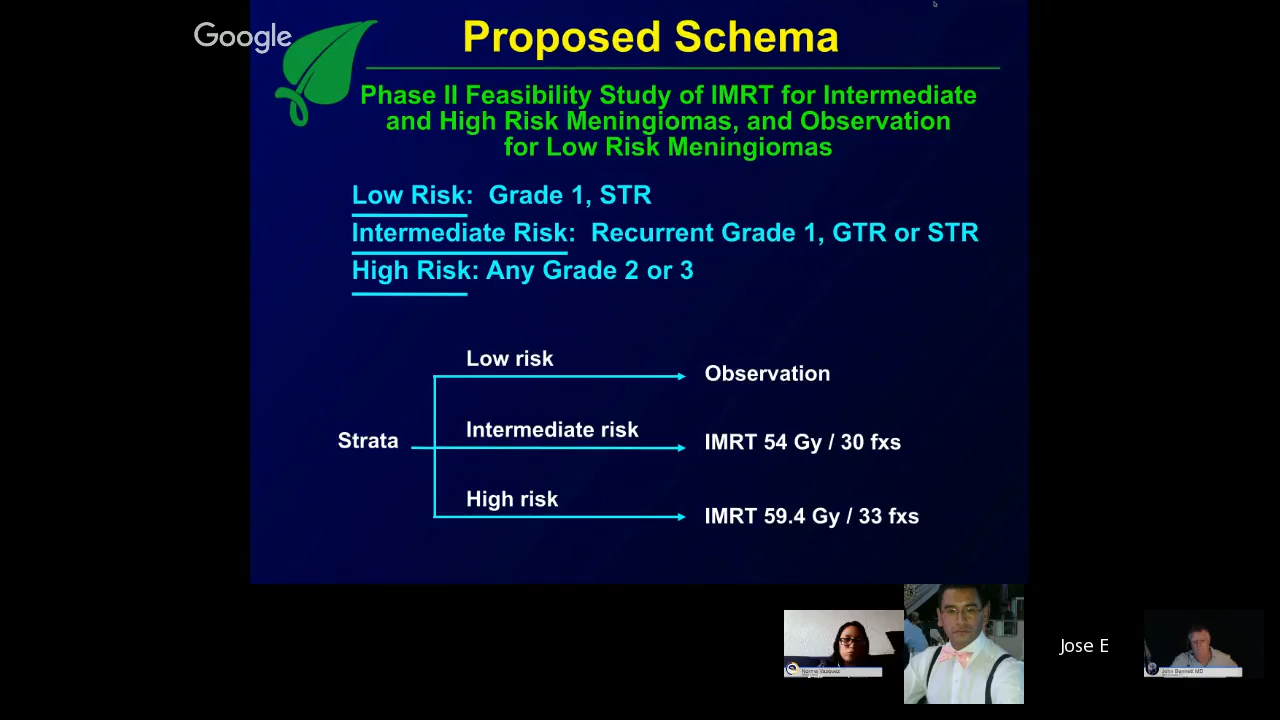 Google
Proposed Schema
Phase II Feasibility Study of IMRT for Intermediate
and High Risk Meningiomas, and Observation
for Low Risk Meningiomas
Low Risk: Grade 1, STR
Intermediate Risk: Recurrent Grade 1, GTR or STR
High Risk: Any Grade 2 or 3
Low risk
Observation
Strata
Intermediate risk
IMRT 54 Gy / 30 fxs
High risk
IMRT 59.4 Gy / 33 fxs
Jose E
John Bennett MD